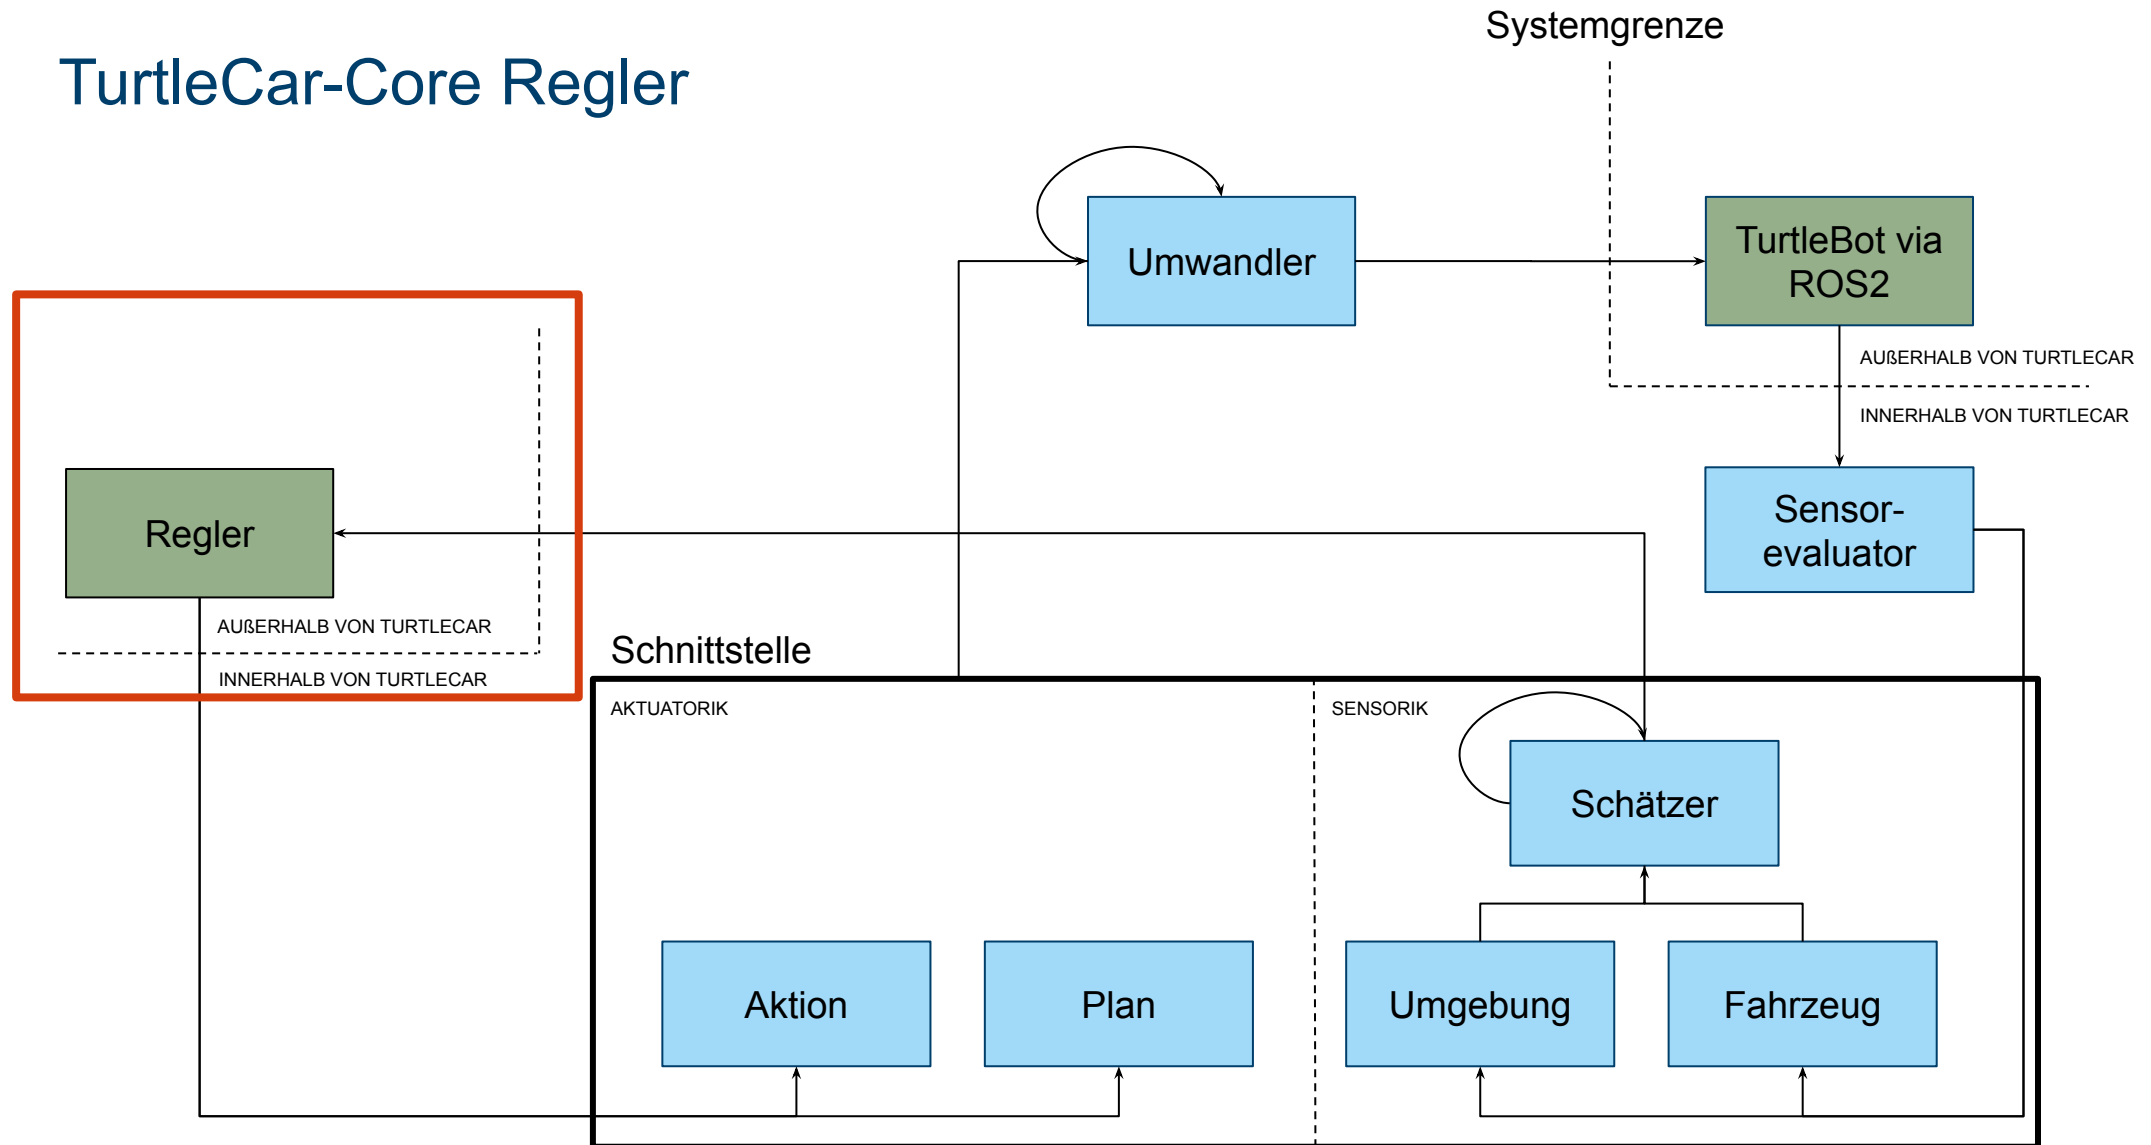 Systemgrenze
TurtleCar-Core Regler
Umwandler
TurtleBot via
ROS2
AUßERHALB VON TURTLECAR
INNERHALB VON TURTLECAR
Sensor-
evaluator
Regler
AUßERHALB VON TURTLECAR
INNERHALB VON TURTLECAR
Schnittstelle
AKTUATORIK
SENSORIK
Schätzer
Aktion
Plan
Umgebung
Fahrzeug